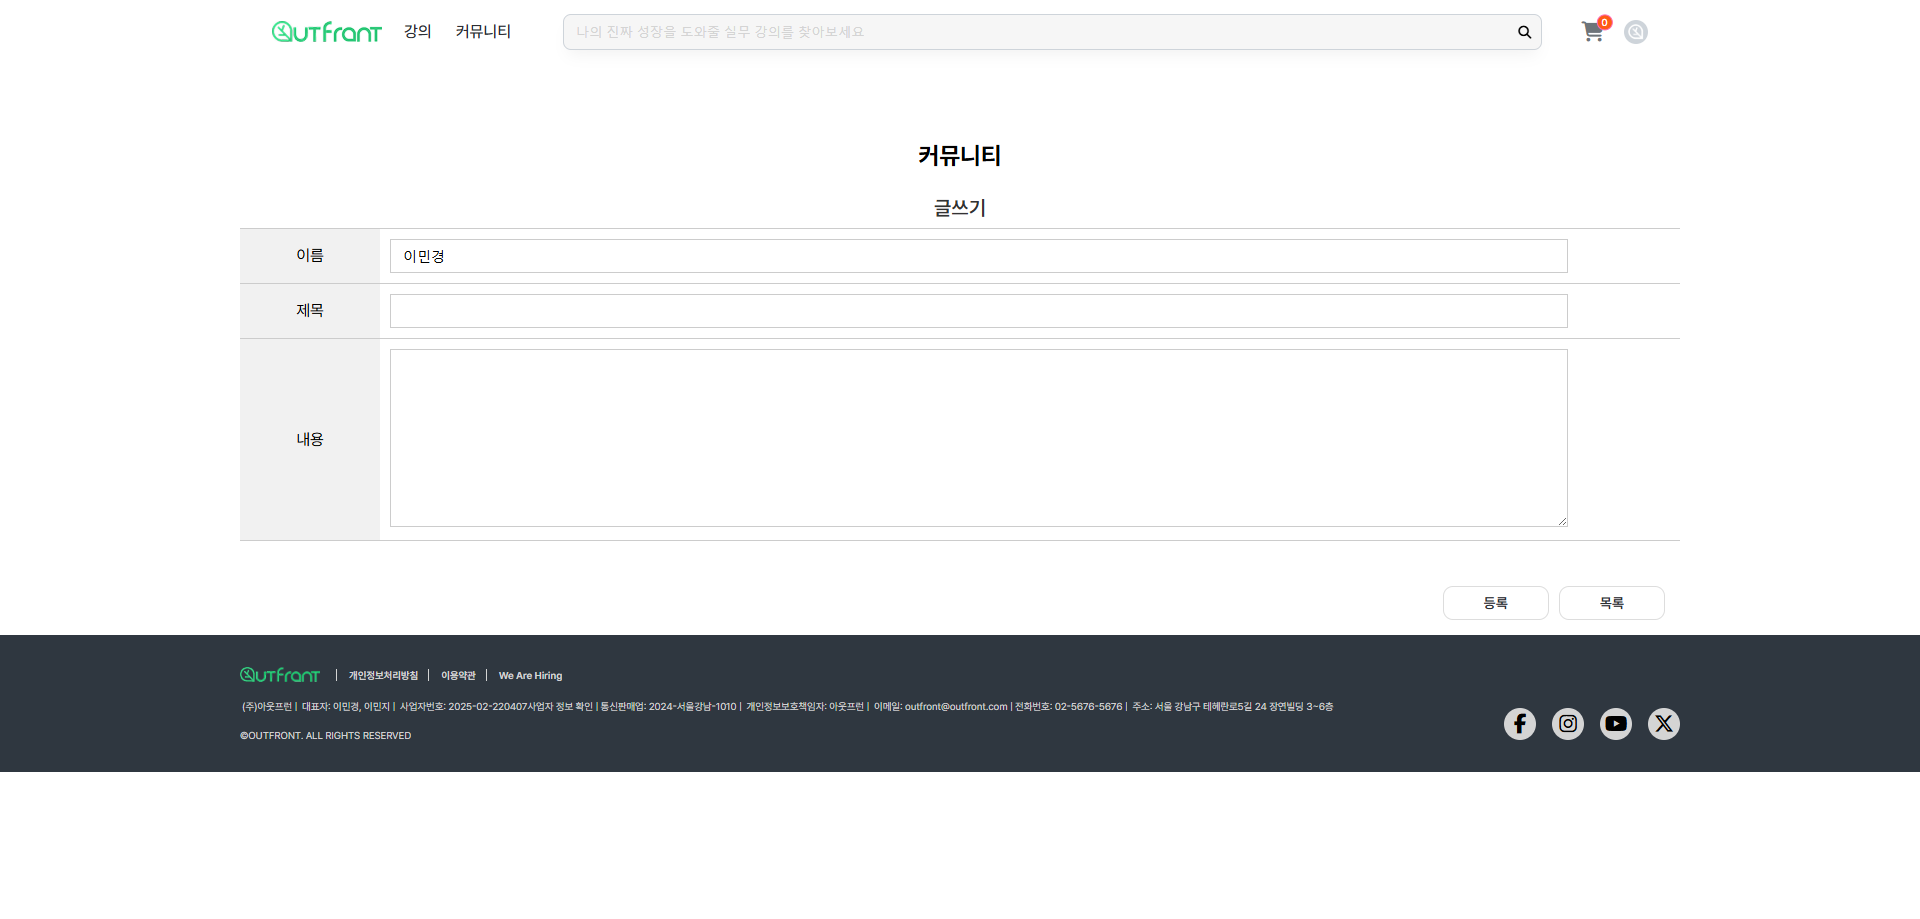 OUTFRANT 강의 커뮤니티 나의 진짜 성장을 도와줄 실무 강의를 찾아보세요 0
커뮤니티
글쓰기
이름 이민경
제목
내용
등록 목록
OUTFRANT | 개인정보처리방침 | 이용약관 | We Are Hiring
(주)아웃프런 | 대표자: 이민경, 이민지 | 사업자번호: 2025-02-220407사업자 정보 확인 | 통신판매업: 2024-서울강남-1010 | 개인정보보호책임자: 아웃프런 | 이메일: outfront@outfront.com | 전화번호: 02-5676-5676 | 주소: 서울 강남구 테헤란로5길 24 장연빌딩 3~6층
©OUTFRONT. ALL RIGHTS RESERVED